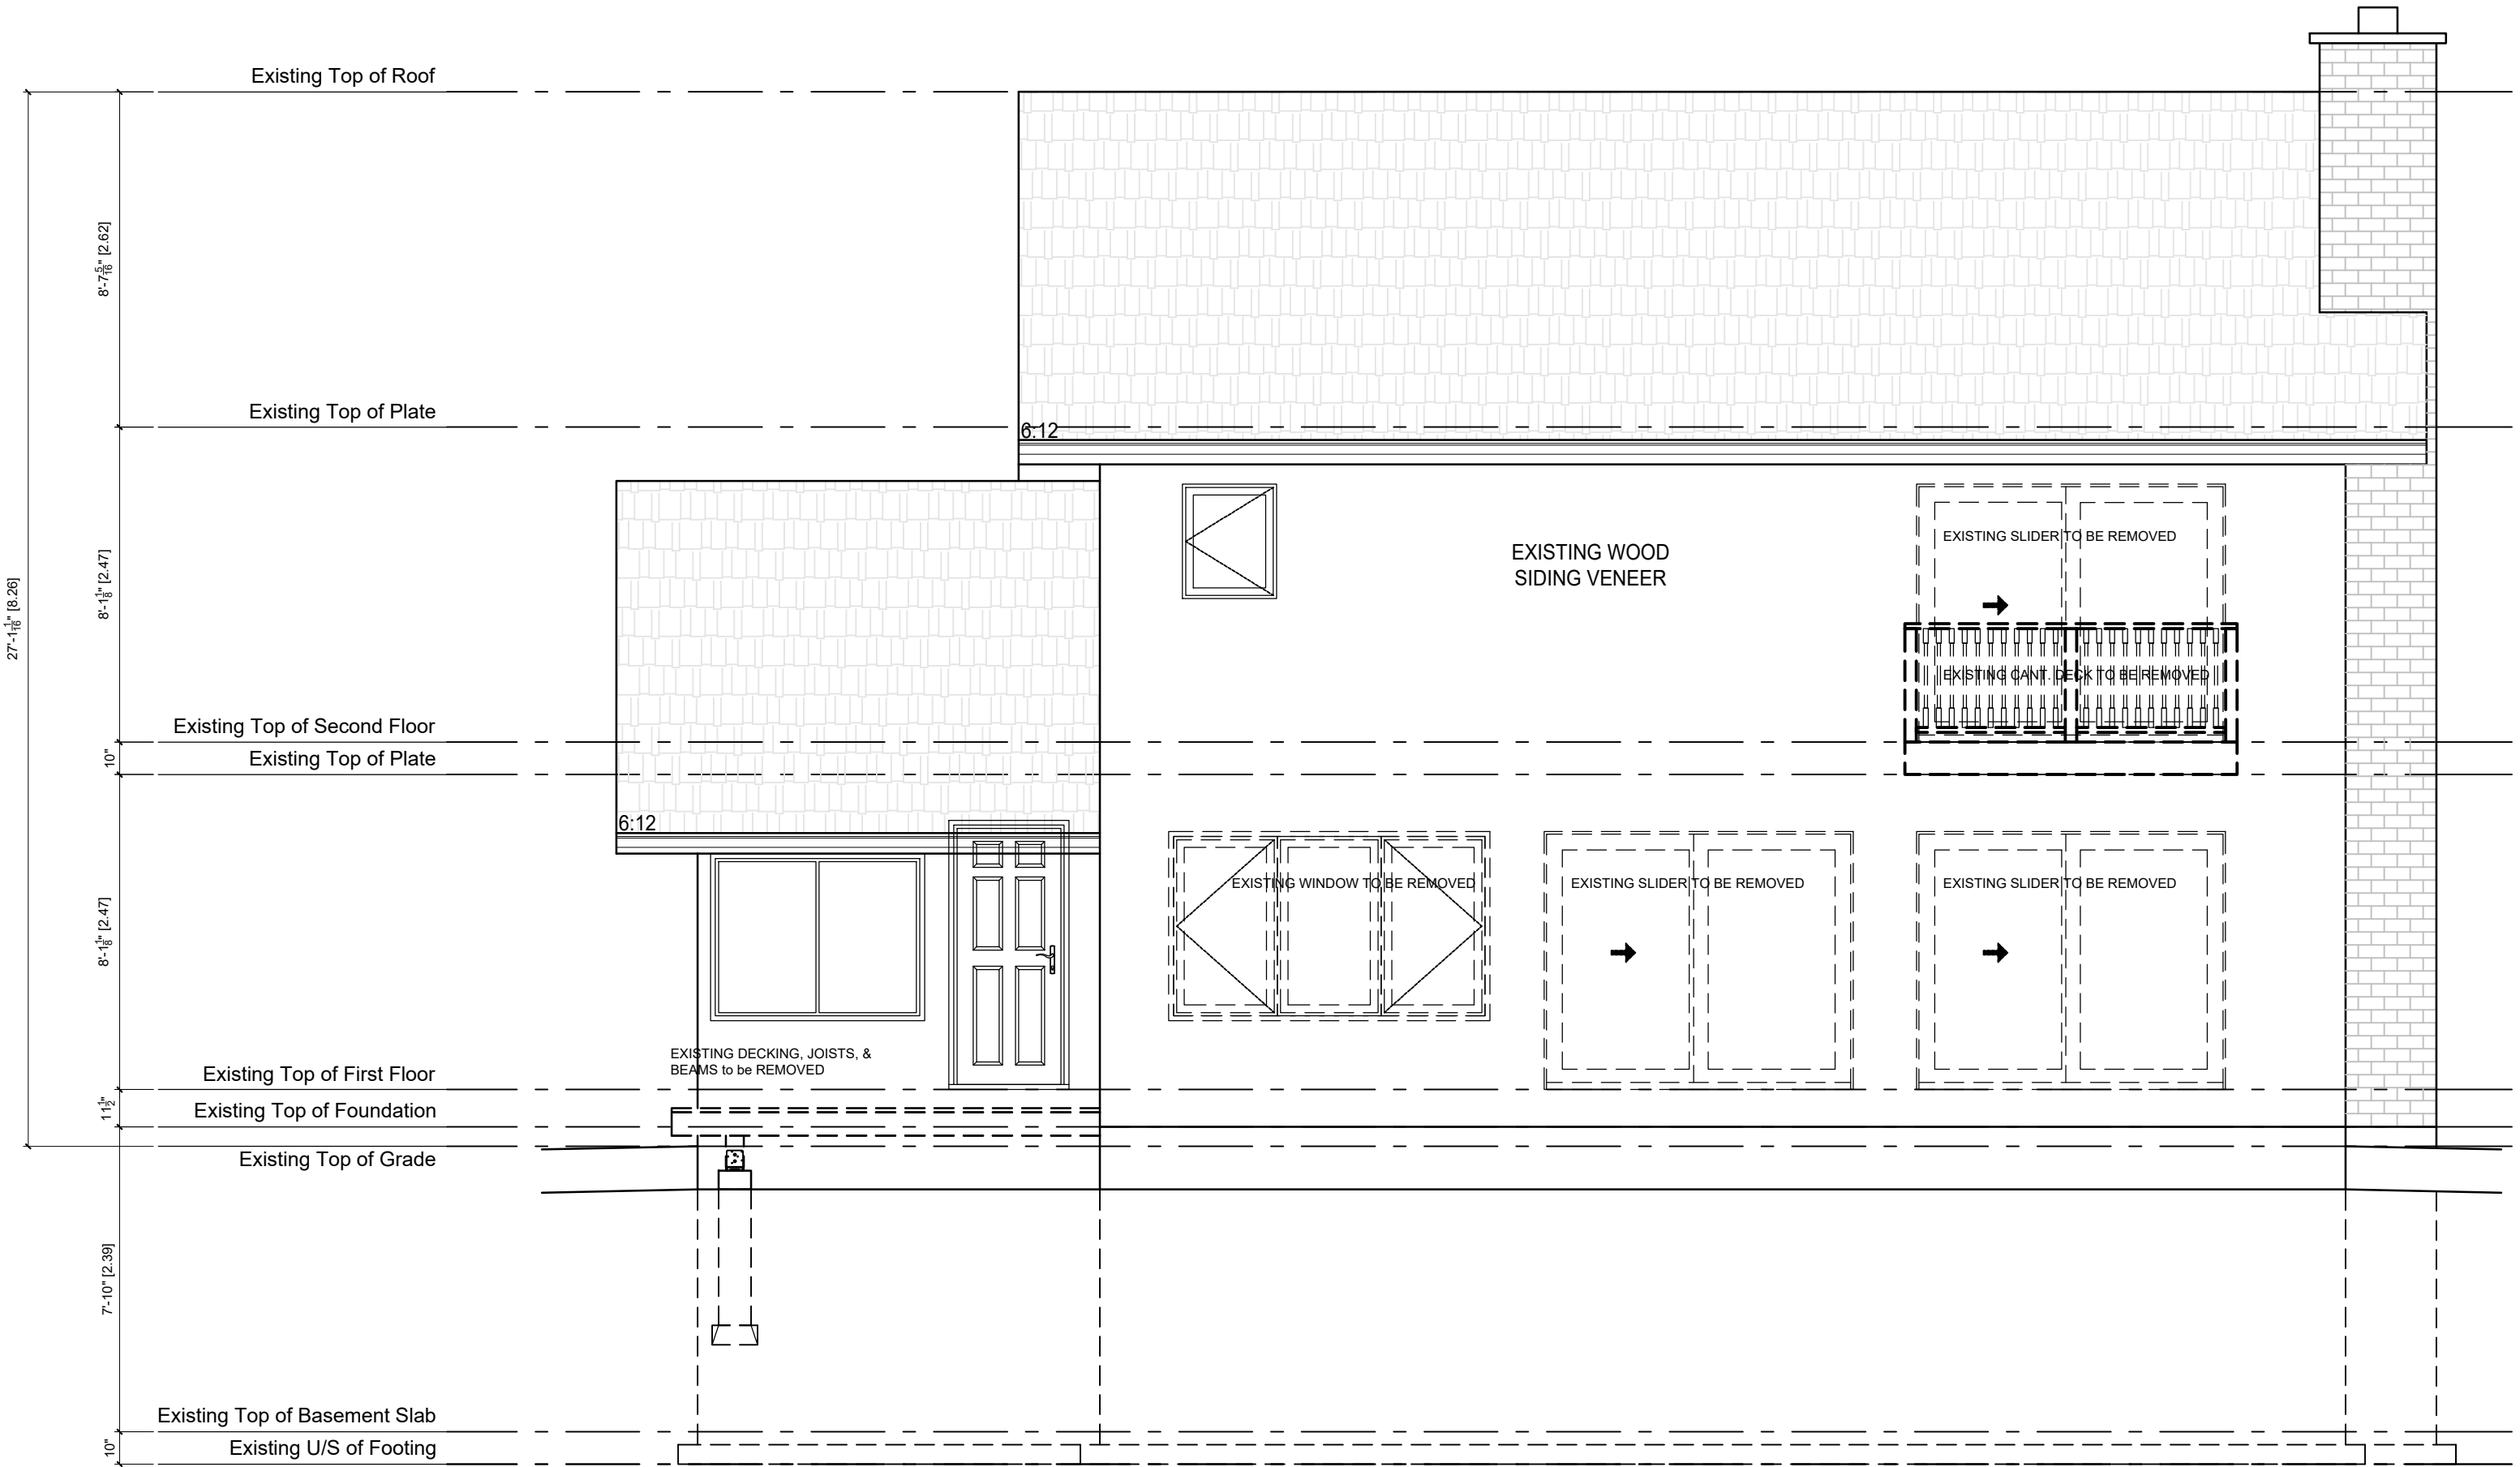 Existing Top of Roof
8'-7 5/16" [2.62]
Existing Top of Plate
6:12
8'-1 1/8" [2.47]
27'-1 1/16" [8.26]
EXISTING WOOD
SIDING VENEER
EXISTING SLIDER TO BE REMOVED
EXISTING CANT. DECK TO BE REMOVED
Existing Top of Second Floor
10"
Existing Top of Plate
6:12
EXISTING WINDOW TO BE REMOVED
EXISTING SLIDER TO BE REMOVED
EXISTING SLIDER TO BE REMOVED
8'-1 1/8" [2.47]
EXISTING DECKING, JOISTS, &
BEAMS to be REMOVED
Existing Top of First Floor
11 1/2"
Existing Top of Foundation
Existing Top of Grade
7'-10" [2.39]
Existing Top of Basement Slab
10"
Existing U/S of Footing